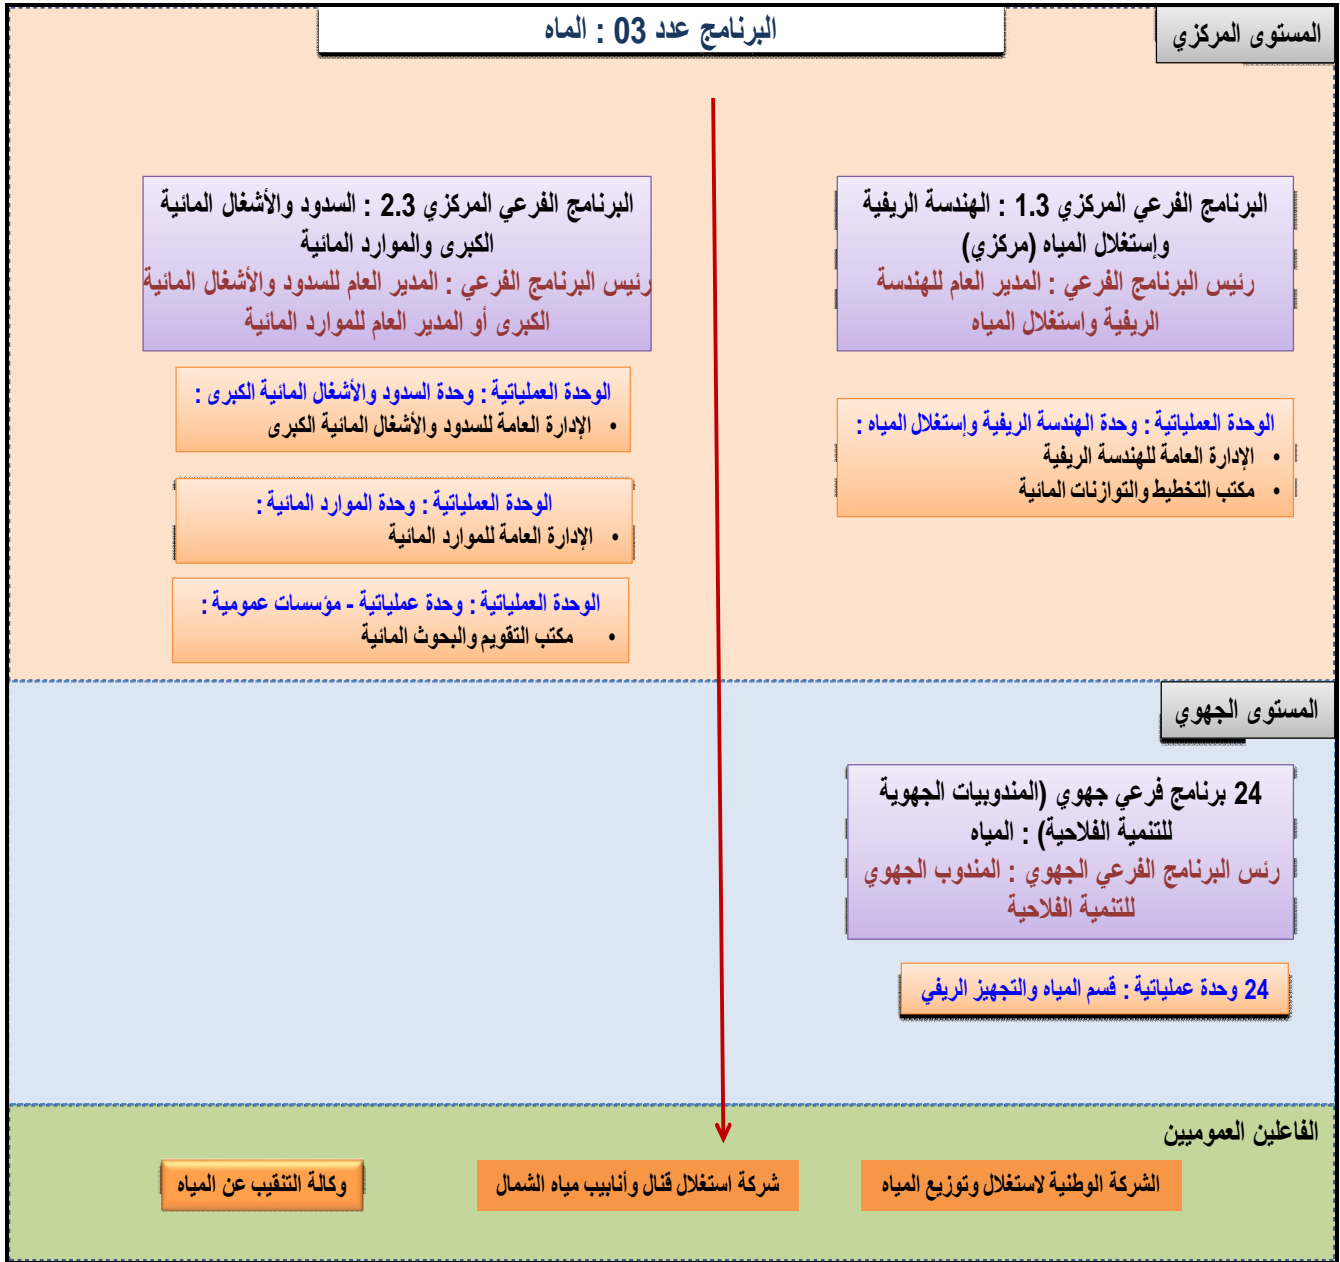 البرنامج عدد 03 : الماه
المستوى المركزي
البرنامج الفرعي المركزي 1.3 : الهندسة الريفية
وإستغلال المياه (مركزي)
رئيس البرنامج الفرعي : المدير العام للهندسة
الريفية واستغلال المياه
الوحدة العملياتية : وحدة الهندسة الريفية وإستغلال المياه :
• الإدارة العامة للهندسة الريفية
• مكتب التخطيط والتوازنات المائية
البرنامج الفرعي المركزي 2.3 : السدود والأشغال المائية
الكبرى والموارد المائية
رئيس البرنامج الفرعي : المدير العام للسدود والأشغال المائية
الكبرى أو المدير العام للموارد المائية
الوحدة العملياتية : وحدة السدود والأشغال المائية الكبرى :
• الإدارة العامة للسدود والأشغال المائية الكبرى
الوحدة العملياتية : وحدة الموارد المائية :
• الإدارة العامة للموارد المائية
الوحدة العملياتية : وحدة عملياتية - مؤسسات عمومية :
• مكتب التقويم والبحوث المائية
المستوى الجهوي
24 برنامج فرعي جهوي (المندوبيات الجهوية
للتنمية الفلاحية) : المياه
رئس البرنامج الفرعي الجهوي : المندوب الجهوي
للتنمية الفلاحية
24 وحدة عملياتية : قسم المياه والتجهيز الريفي
الفاعلين العموميين
الشركة الوطنية لاستغلال وتوزيع المياه
شركة استغلال قنال وأنابيب مياه الشمال
وكالة التنقيب عن المياه